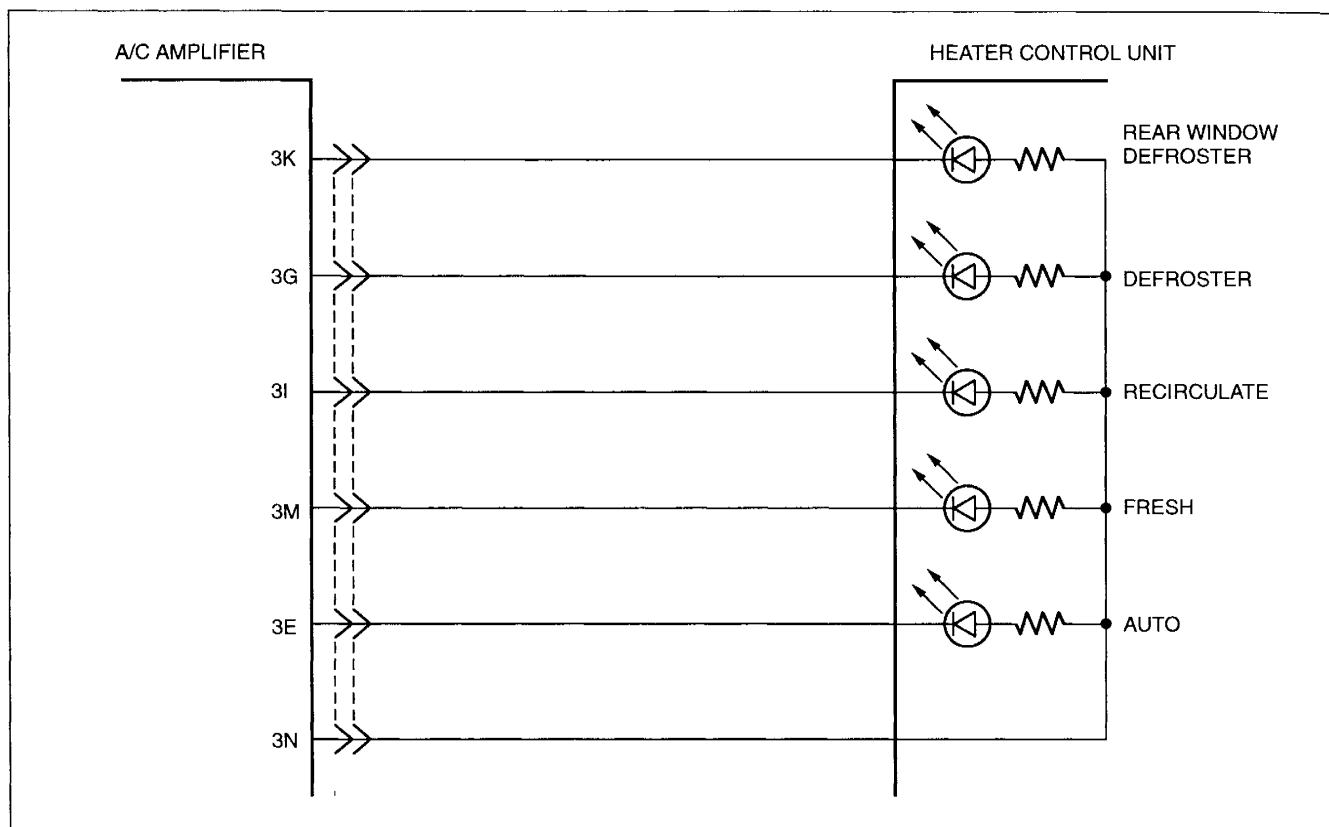 A/C AMPLIFIER
HEATER CONTROL UNIT
3K
REAR WINDOW
DEFROSTER
3G
DEFROSTER
3I
RECIRCULATE
3M
FRESH
3E
AUTO
3N